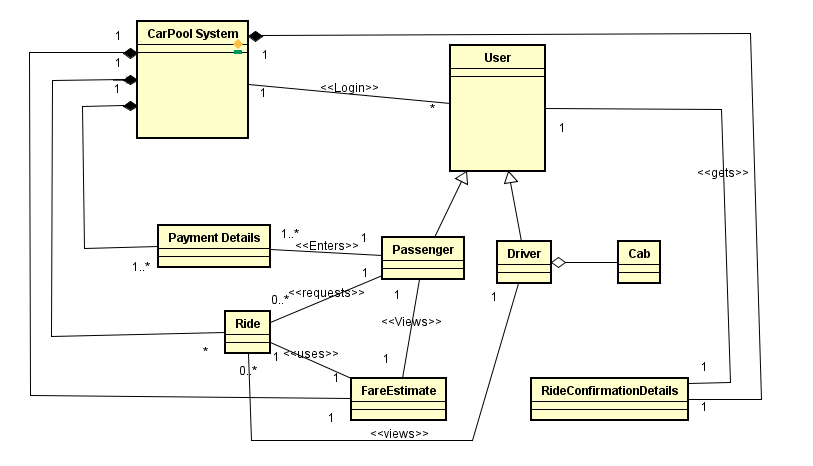 CarPool System
1
1
1
1
1
<<Login>>
*
User
1
<<gets>>
Payment Details
1..*
1..*
<<Enters>>
1
Passenger
Driver
Cab
1
0..*
<<requests>>
1
1
Ride
<<Views>>
*
1
<<uses>>
1
1
0..*
FareEstimate
1
RideConfirmationDetails
1
1
<<views>>